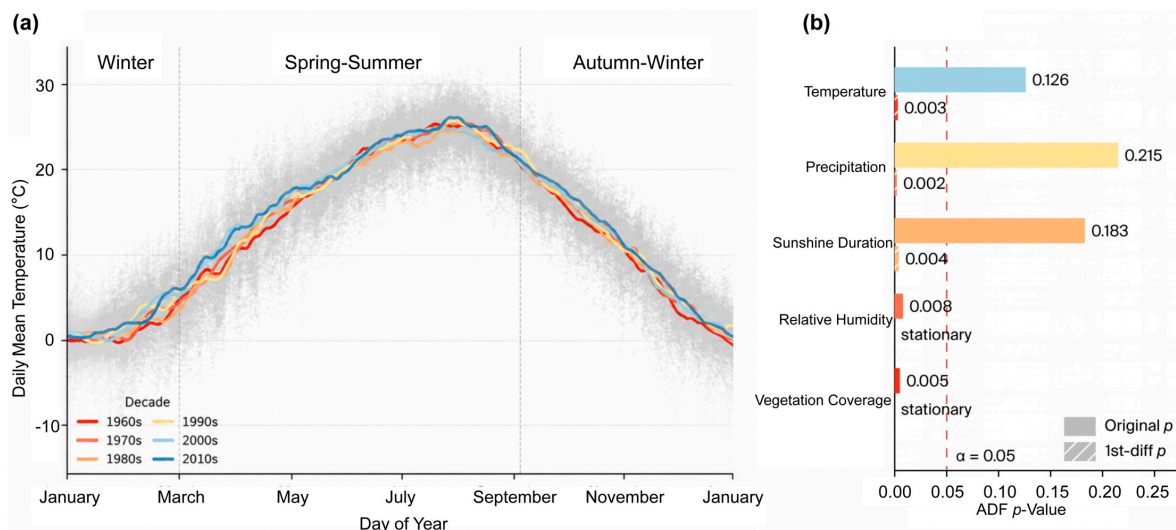 (a)
Winter
Spring-Summer
Autumn-Winter
Daily Mean Temperature (°C)
30
20
10
0
-10
Decade
1960s
1970s
1980s
1990s
2000s
2010s
January
March
May
July
September
November
January
Day of Year
(b)
Temperature
0.126
0.003
Precipitation
0.215
0.002
Sunshine Duration
0.183
0.004
Relative Humidity
0.008
stationary
Vegetation Coverage
0.005
stationary
α = 0.05
Original p
1st-diff p
0.00
0.05
0.10
0.15
0.20
0.25
ADF p-Value